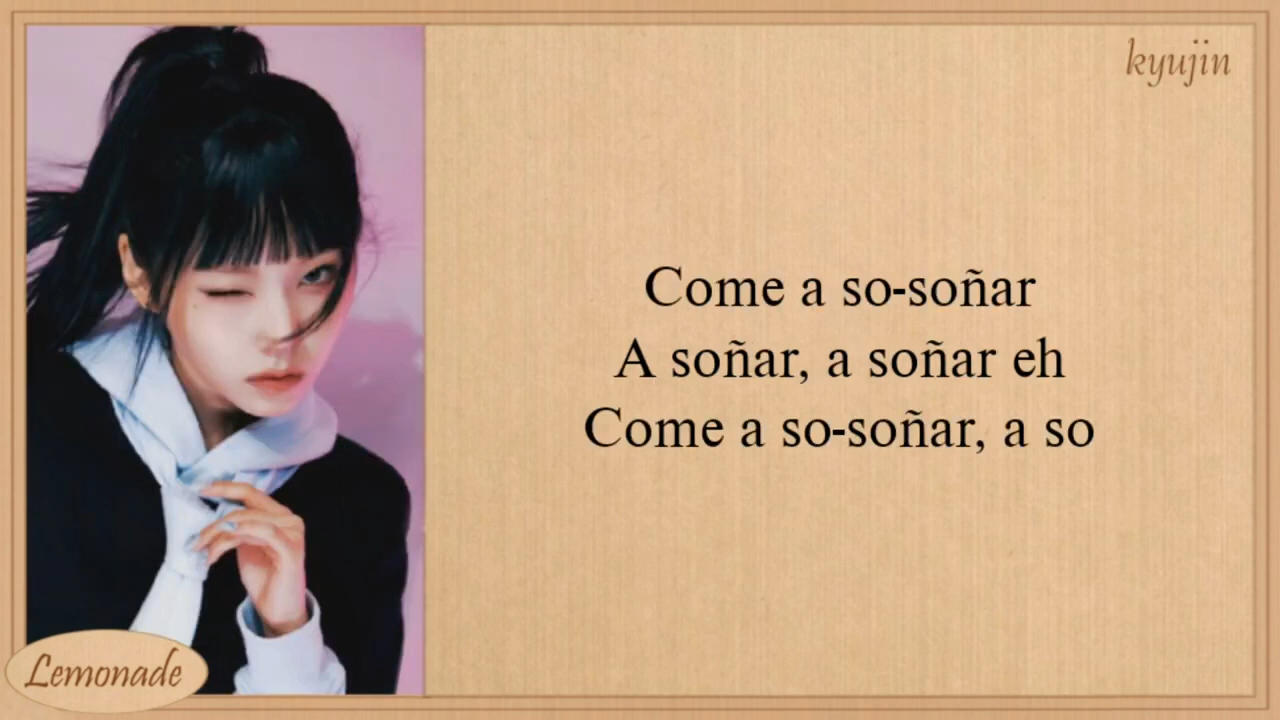 kyujin
Come a so-soñar
A soñar, a soñar eh
Come a so-soñar, a so
Lemonade